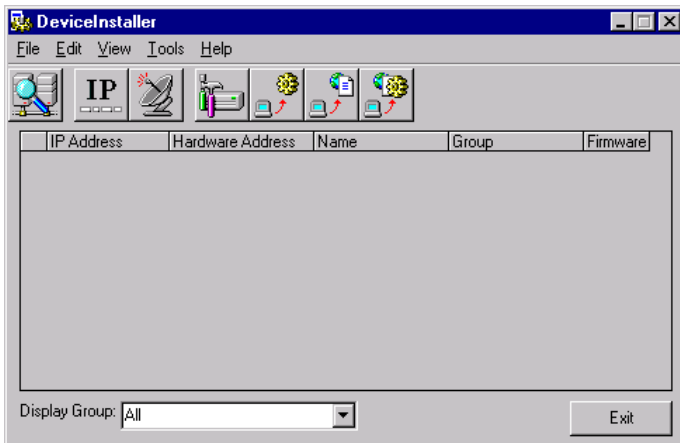 DeviceInstaller
File Edit View Tools Help
IP
IP Address Hardware Address Name Group Firmware
Display Group: All Exit